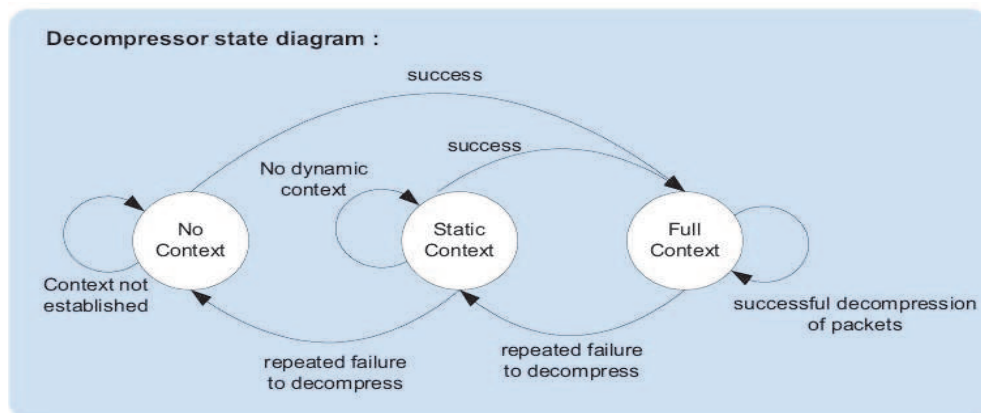 Decompressor state diagram :
success
success
No dynamic
context
No
Context
Static
Context
Full
Context
Context not
established
successful decompression
of packets
repeated failure
to decompress
repeated failure
to decompress